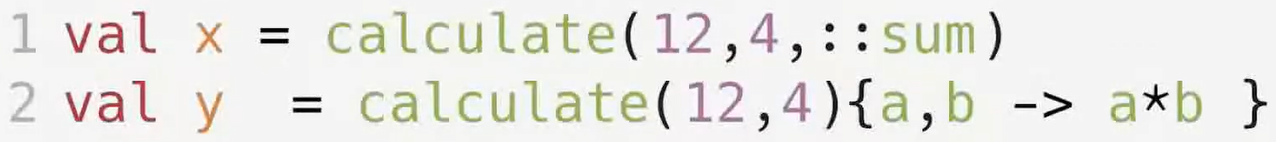 1 val x = calculate(12,4,::sum)
2 val y  = calculate(12,4){a,b -> a*b }